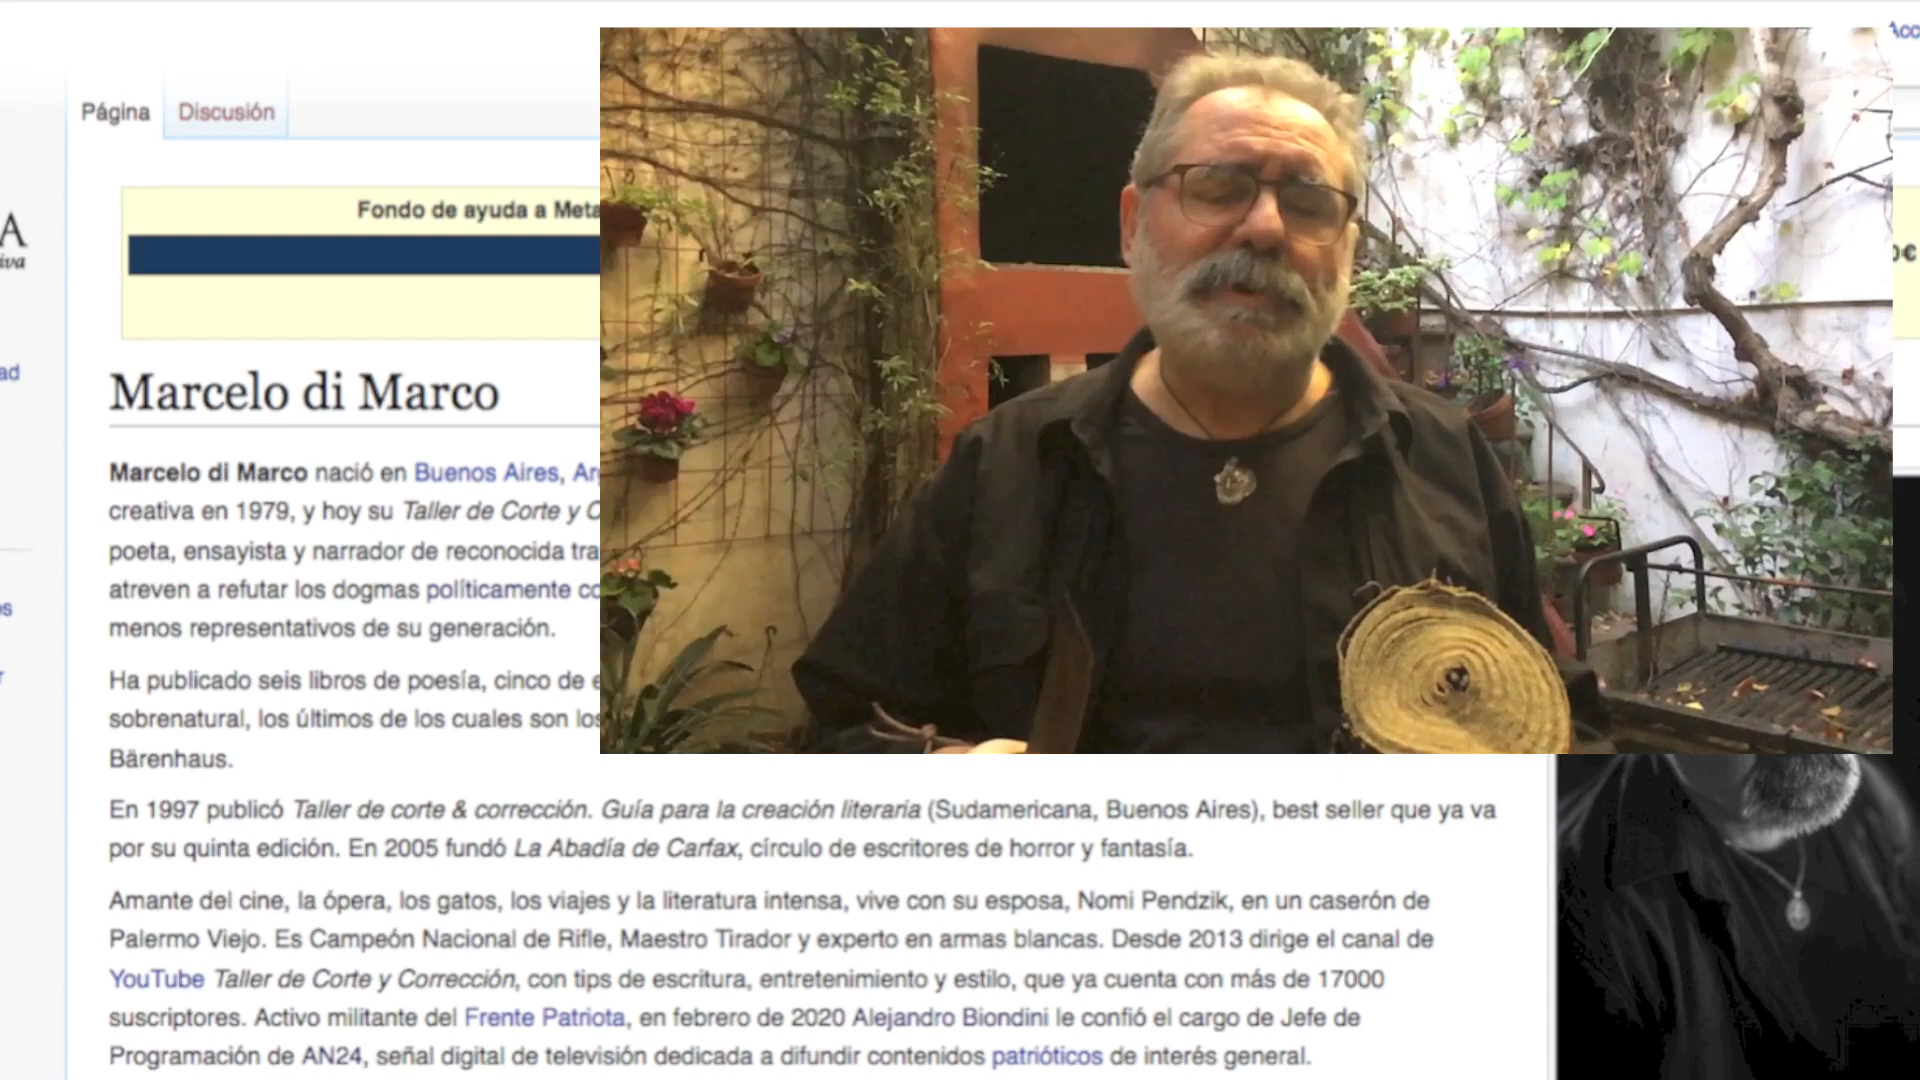 Acc
Página
Discusión
A
iva
Fondo de ayuda a Meta
0€
ad
Marcelo di Marco
Marcelo di Marco nació en Buenos Aires, Ar
creativa en 1979, y hoy su Taller de Corte y C
poeta, ensayista y narrador de reconocida tra
atreven a refutar los dogmas políticamente co
os
menos representativos de su generación.
r
Ha publicado seis libros de poesía, cinco de e
sobrenatural, los últimos de los cuales son los
Bärenhaus.
En 1997 publicó Taller de corte & corrección. Guía para la creación literaria (Sudamericana, Buenos Aires), best seller que ya va
por su quinta edición. En 2005 fundó La Abadía de Carfax, círculo de escritores de horror y fantasía.
Amante del cine, la ópera, los gatos, los viajes y la literatura intensa, vive con su esposa, Nomi Pendzik, en un caserón de
Palermo Viejo. Es Campeón Nacional de Rifle, Maestro Tirador y experto en armas blancas. Desde 2013 dirige el canal de
YouTube Taller de Corte y Corrección, con tips de escritura, entretenimiento y estilo, que ya cuenta con más de 17000
suscriptores. Activo militante del Frente Patriota, en febrero de 2020 Alejandro Biondini le confió el cargo de Jefe de
Programación de AN24, señal digital de televisión dedicada a difundir contenidos patrióticos de interés general.